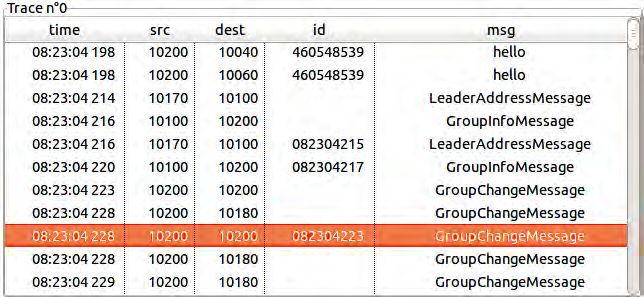 Trace n°0
time src dest id msg
08:23:04 198 10200 10040 460548539 hello
08:23:04 198 10200 10060 460548539 hello
08:23:04 214 10170 10100 LeaderAddressMessage
08:23:04 216 10100 10200 GroupInfoMessage
08:23:04 216 10170 10100 082304215 LeaderAddressMessage
08:23:04 220 10100 10200 082304217 GroupInfoMessage
08:23:04 223 10200 10200 GroupChangeMessage
08:23:04 228 10200 10180 GroupChangeMessage
08:23:04 228 10200 10200 082304223 GroupChangeMessage
08:23:04 228 10200 10180 GroupChangeMessage
08:23:04 229 10200 10180 GroupChangeMessage